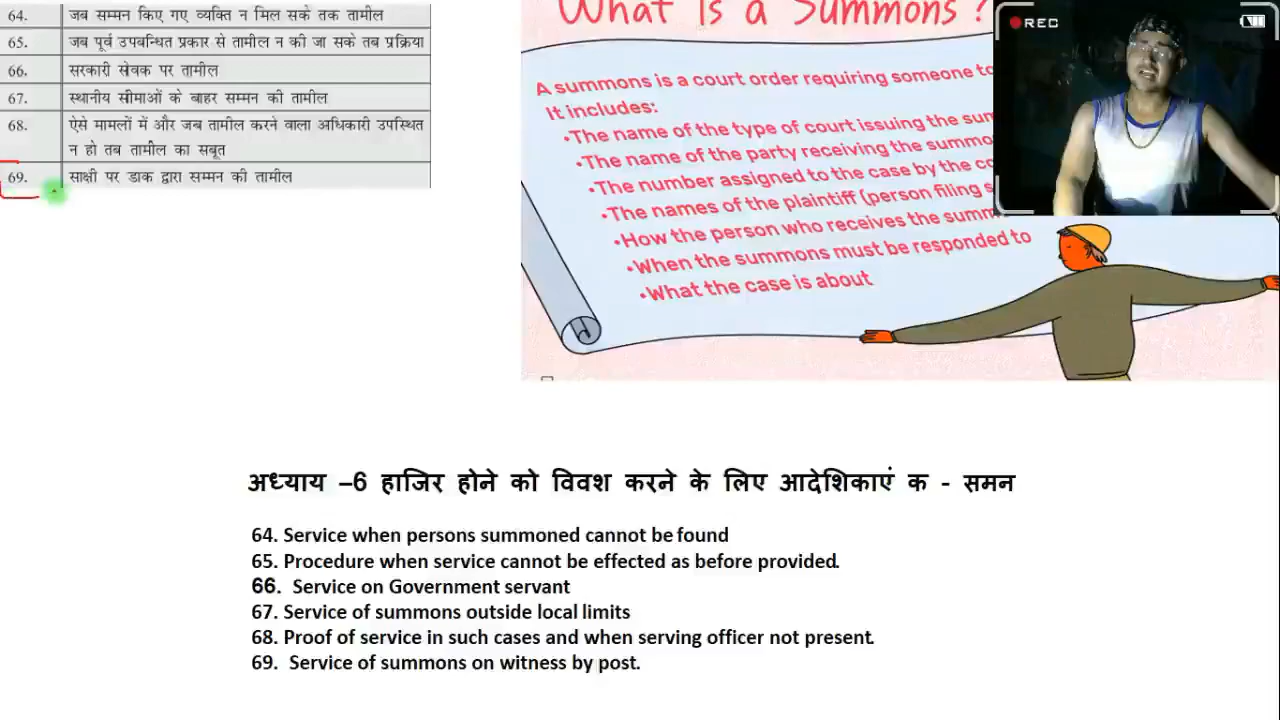 64. जब सम्मन किए गए व्यक्ति न मिल सके तक तामील
65. जब पूर्व उपबन्धित प्रकार से तामील न की जा सके तब प्रक्रिया
66. सरकारी सेवक पर तामील
67. स्थानीय सीमाओं के बाहर सम्मन की तामील
68. ऐसे मामलों में और जब तामील करने वाला अधिकारी उपस्थित
न हो तब तामील का सबूत
69. साक्षी पर डाक द्वारा सम्मन की तामील
What is a Summons?
A summons is a court order requiring someone to
It includes:
•The name of the type of court issuing the
•The name of the party receiving the
•The number assigned to the case by the
•The names of the plaintiff (person filing
•How the person who receives the
•When the summons must be responded to
•What the case is about
REC
अध्याय –6 हाजिर होने को विवश करने के लिए आदेशिकाएं क - समन
64. Service when persons summoned cannot be found
65. Procedure when service cannot be effected as before provided.
66. Service on Government servant
67. Service of summons outside local limits
68. Proof of service in such cases and when serving officer not present.
69. Service of summons on witness by post.